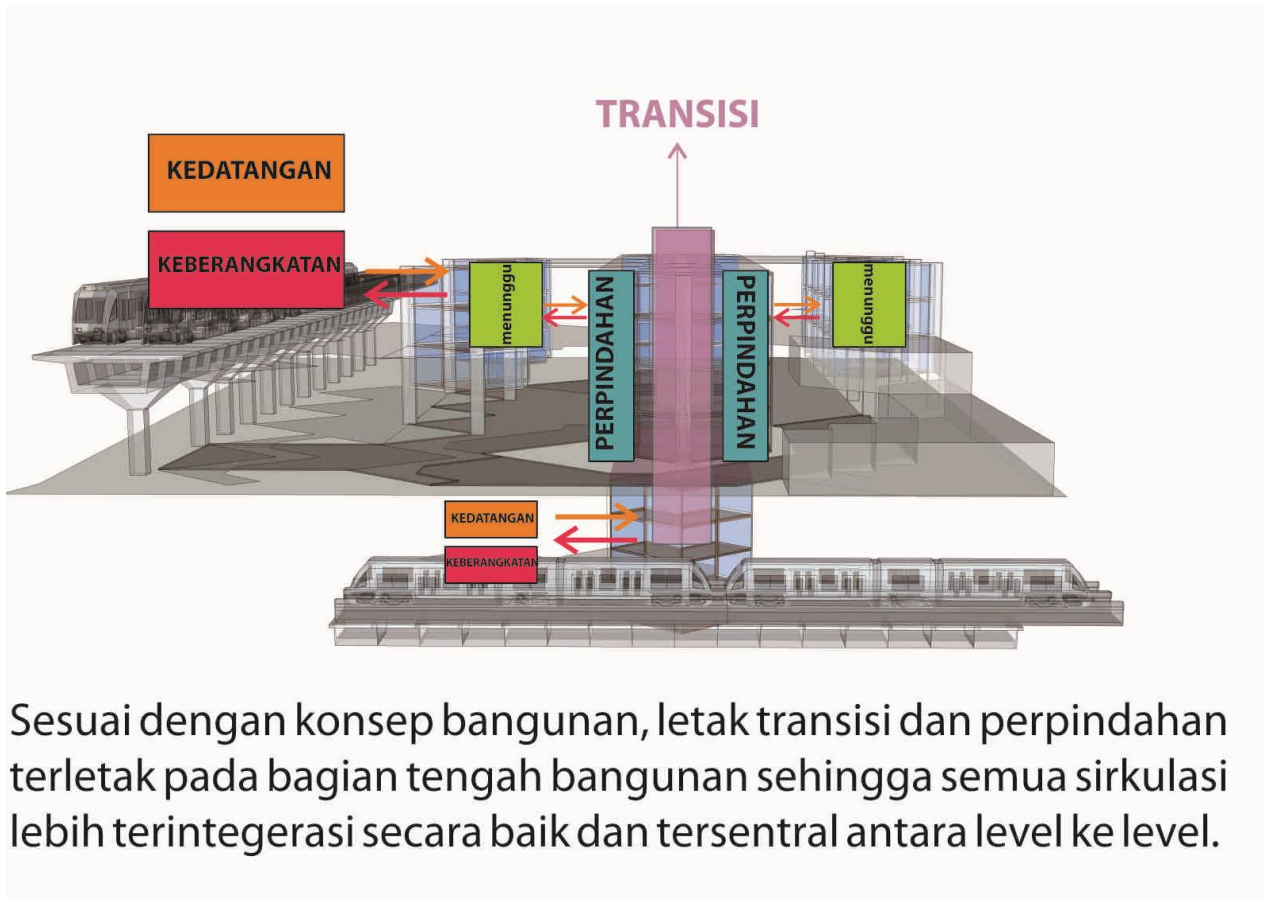 TRANSISI
KEDATANGAN
KEBERANGKATAN
menunggu
PERPINDAHAN
PERPINDAHAN
menunggu
KEDATANGAN
KEBERANGKATAN
Sesuai dengan konsep bangunan, letak transisi dan perpindahan
terletak pada bagian tengah bangunan sehingga semua sirkulasi
lebih terintegerasi secara baik dan tersentral antara level ke level.